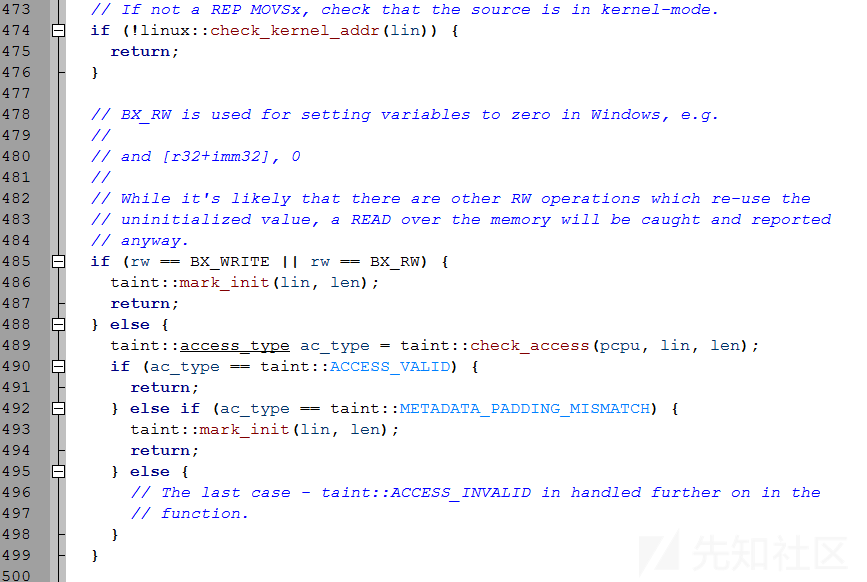 473 // If not a REP MOVSx, check that the source is in kernel-mode.
474 if (!linux::check_kernel_addr(lin)) {
475 return;
476 }
477
478 // BX_RW is used for setting variables to zero in Windows, e.g.
479 //
480 // and [r32+imm32], 0
481 //
482 // While it's likely that there are other RW operations which re-use the
483 // uninitialized value, a READ over the memory will be caught and reported
484 // anyway.
485 if (rw == BX_WRITE || rw == BX_RW) {
486 taint::mark_init(lin, len);
487 return;
488 } else {
489 taint::access_type ac_type = taint::check_access(pcpu, lin, len);
490 if (ac_type == taint::ACCESS_VALID) {
491 return;
492 } else if (ac_type == taint::METADATA_PADDING_MISMATCH) {
493 taint::mark_init(lin, len);
494 return;
495 } else {
496 // The last case - taint::ACCESS_INVALID in handled further on in the
497 // function.
498 }
499 }
500
先知社区